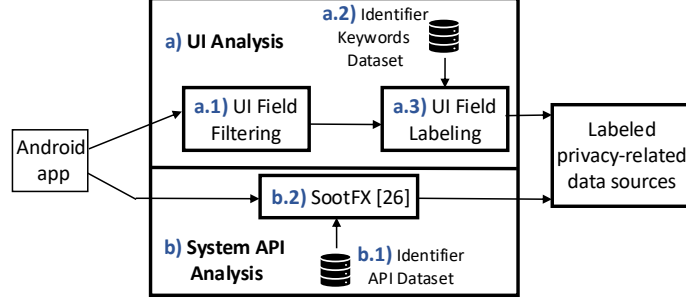 a) UI Analysis
a.2) Identifier
Keywords
Dataset
a.1) UI Field
Filtering
a.3) UI Field
Labeling
Android
app
Labeled
privacy-related
data sources
b.2) SootFX [26]
b) System API
Analysis
b.1) Identifier
API Dataset